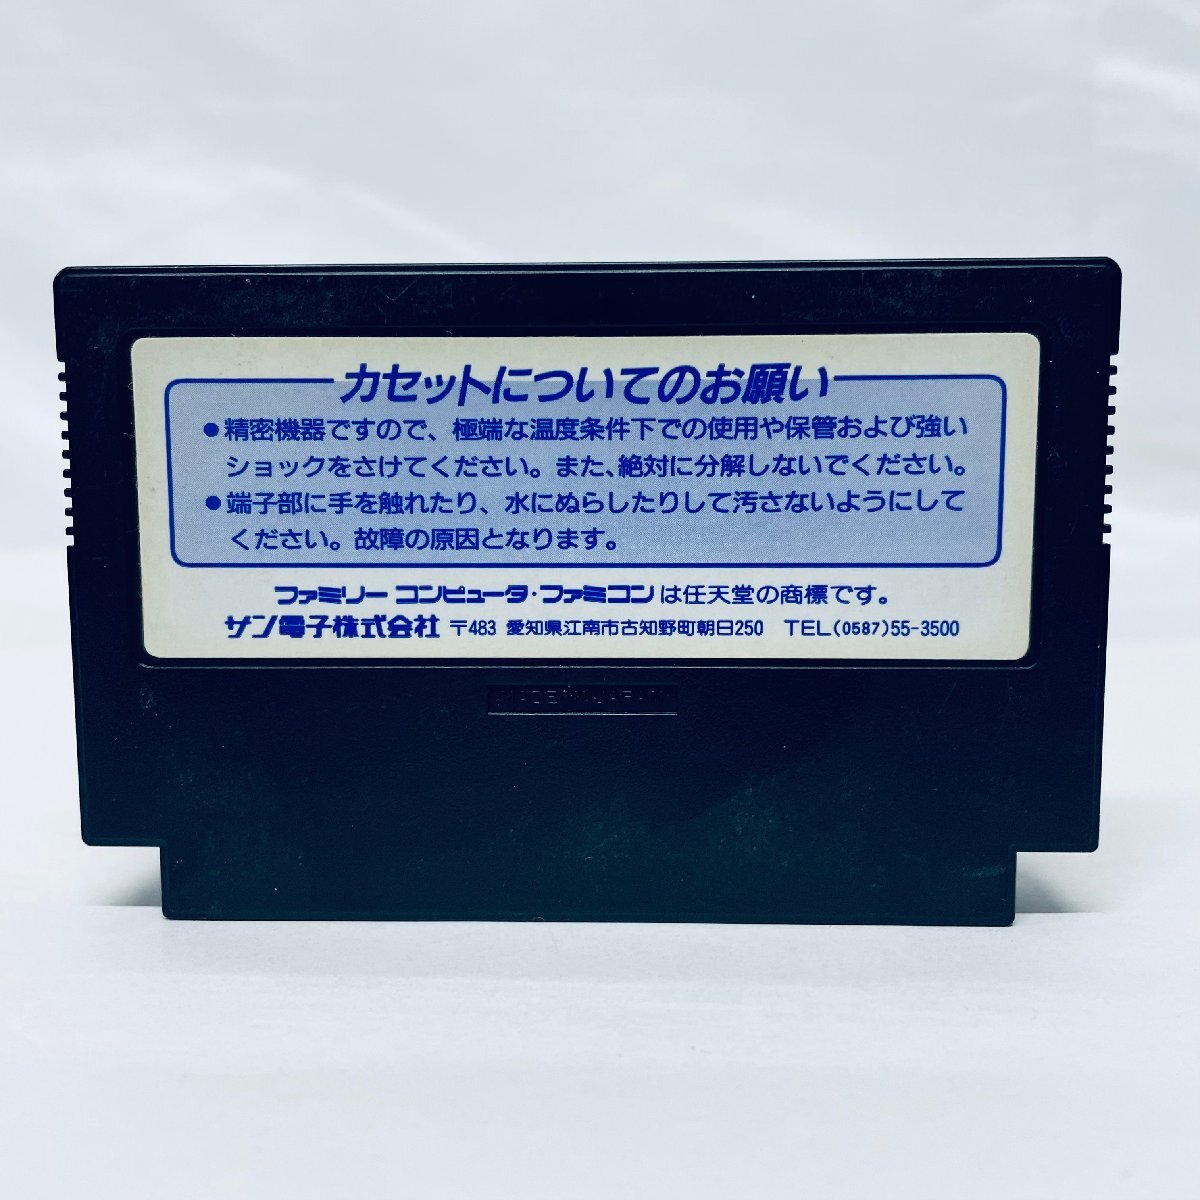 カセットについてのお願い
●精密機器ですので、極端な温度条件下での使用や保管および強い
ショックをさけてください。また、絶対に分解しないでください。
●端子部に手を触れたり、水にぬらしたりして汚さないようにして
ください。故障の原因となります。
ファミリー コンピュータ・ファミコンは任天堂の商標です。
サン電子株式会社 〒483 愛知県江南市古知野町朝日250 TEL(0587)55-3500
MADE IN JAPAN